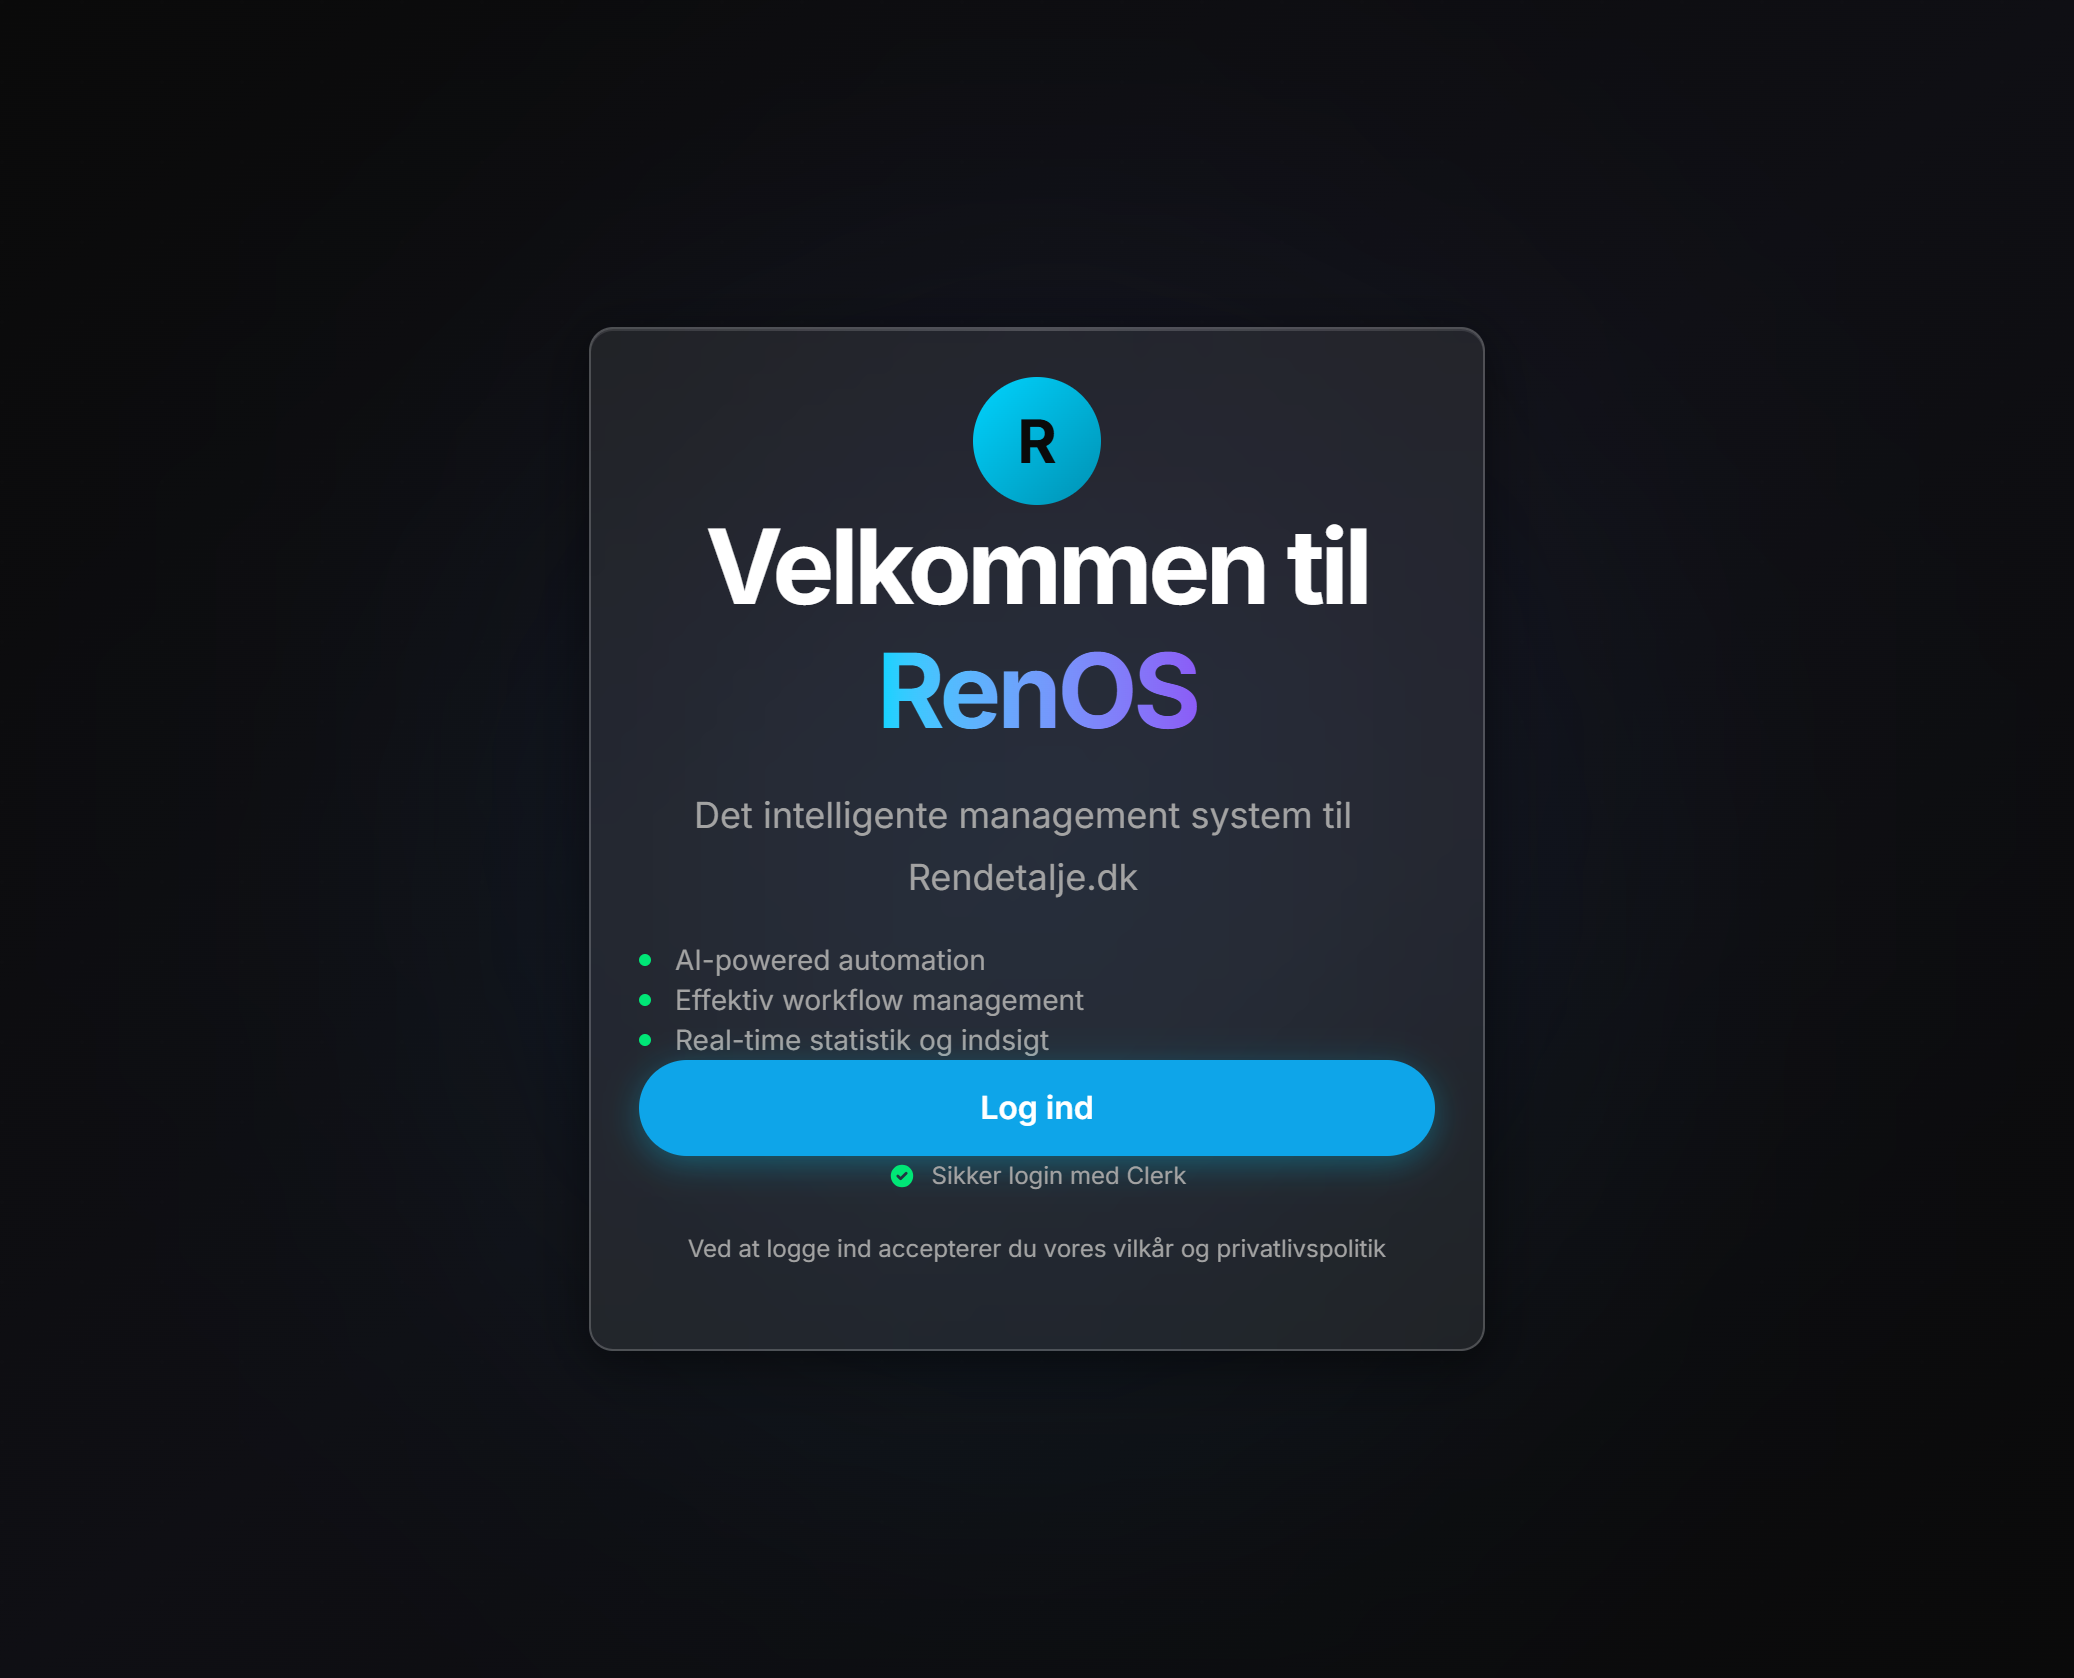 R
Velkommen til
RenOS
Det intelligente management system til
Rendetalje.dk
AI-powered automation
Effektiv workflow management
Real-time statistik og indsigt
Log ind
Sikker login med Clerk
Ved at logge ind accepterer du vores vilkår og privatlivspolitik